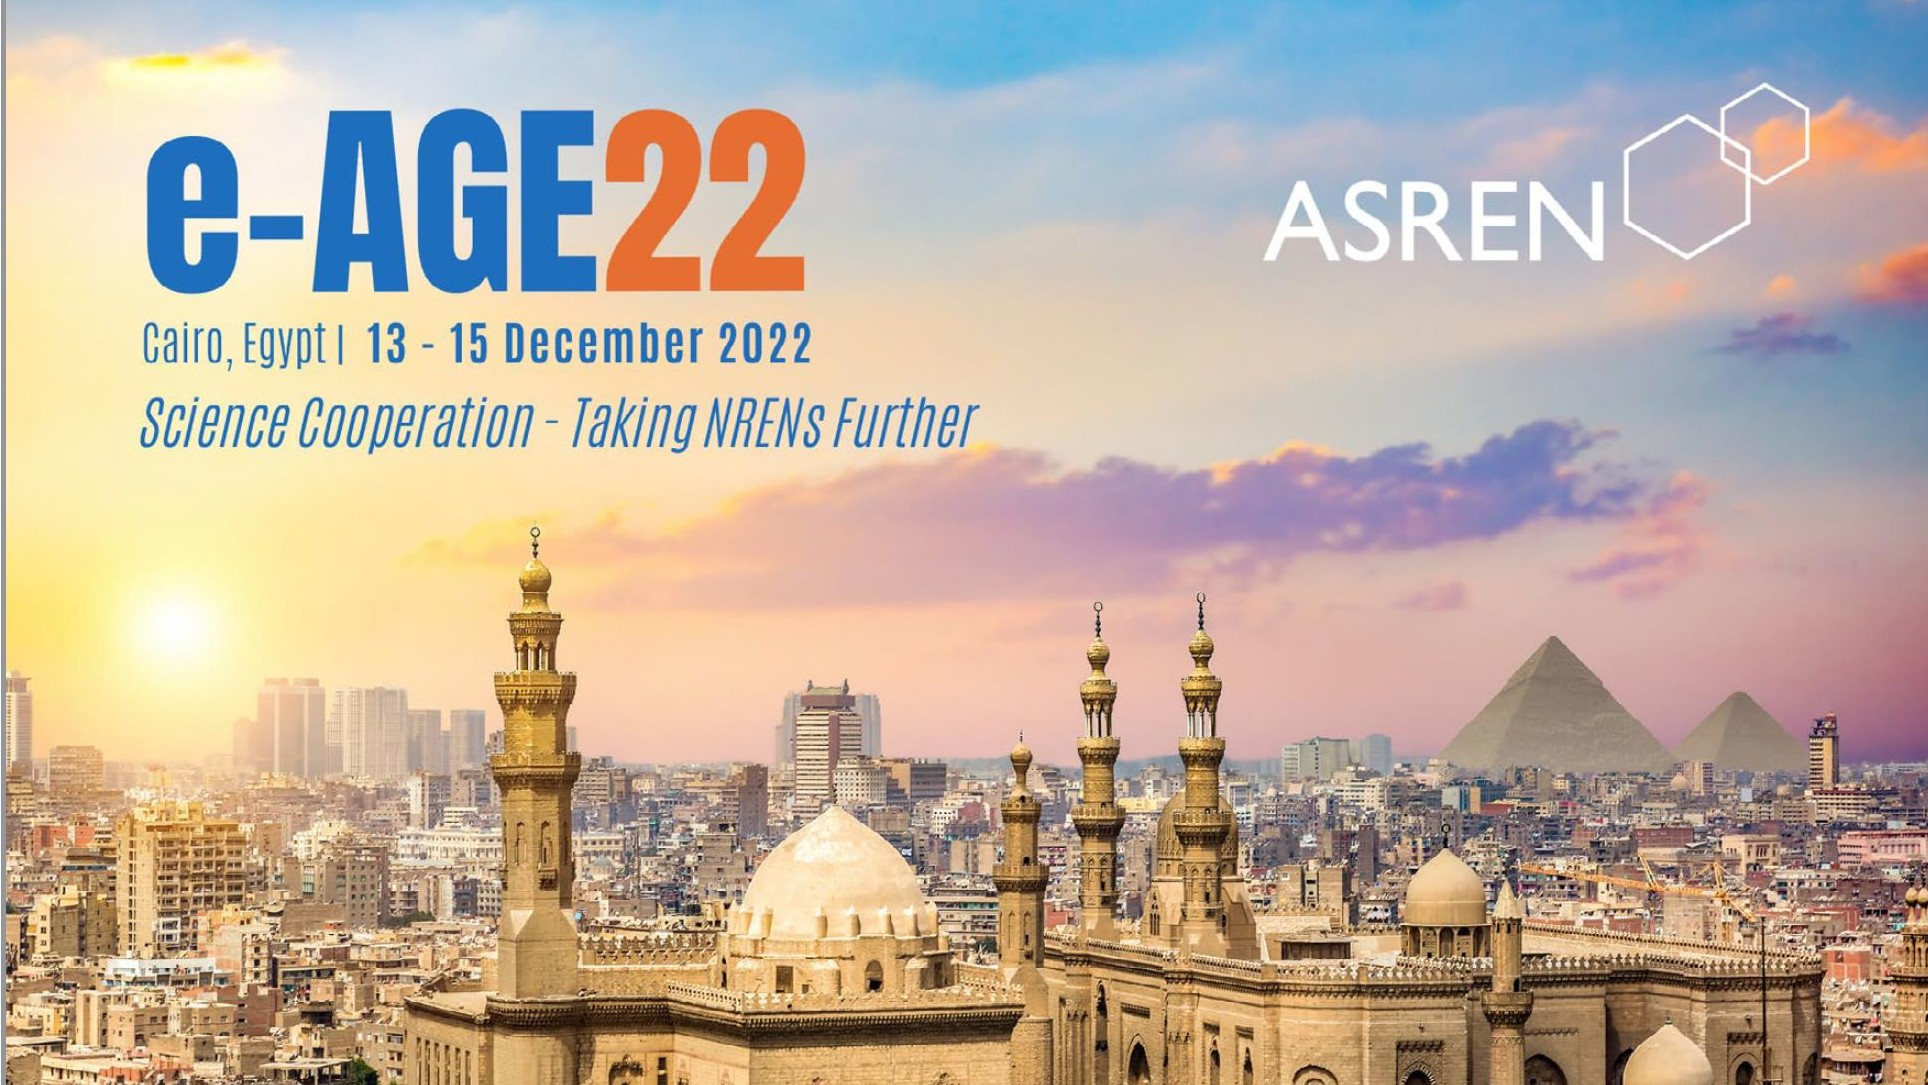 e-AGE22
ASREN
Cairo, Egypt | 13 - 15 December 2022
Science Cooperation - Taking NRENs Further